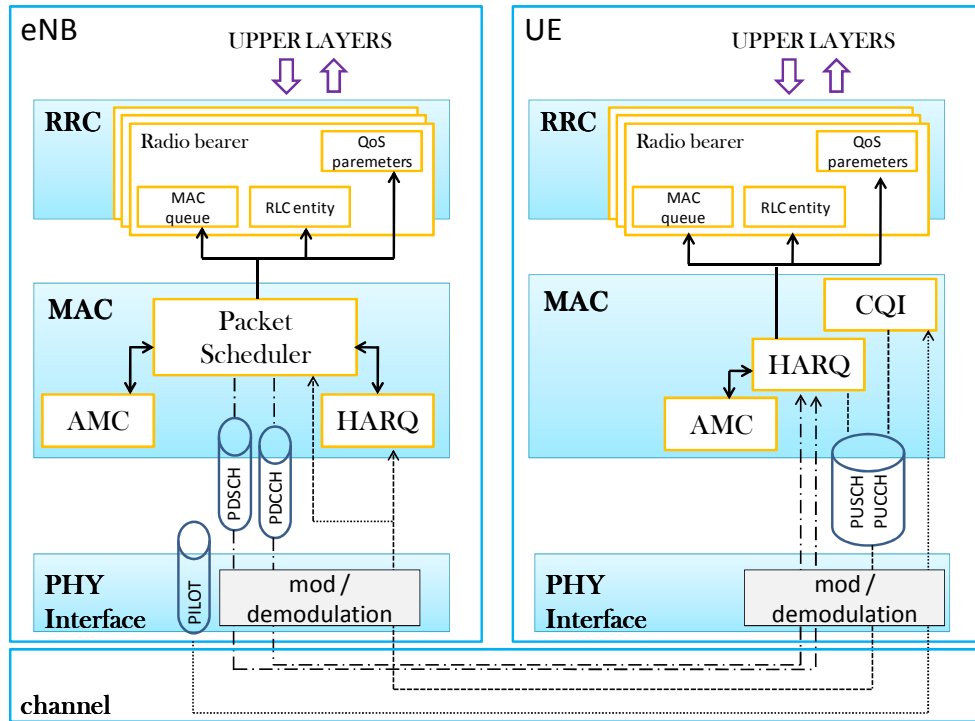 eNB
UPPER LAYERS
RRC
Radio bearer
QoS
paremeters
MAC
queue
RLC entity
MAC
Packet
Scheduler
AMC
HARQ
PDSCH
PDCCH
PILOT
PHY
Interface
mod /
demodulation
UE
UPPER LAYERS
RRC
Radio bearer
QoS
paremeters
MAC
queue
RLC entity
MAC
CQI
HARQ
AMC
PUSCH
PUCCH
PHY
Interface
mod /
demodulation
channel